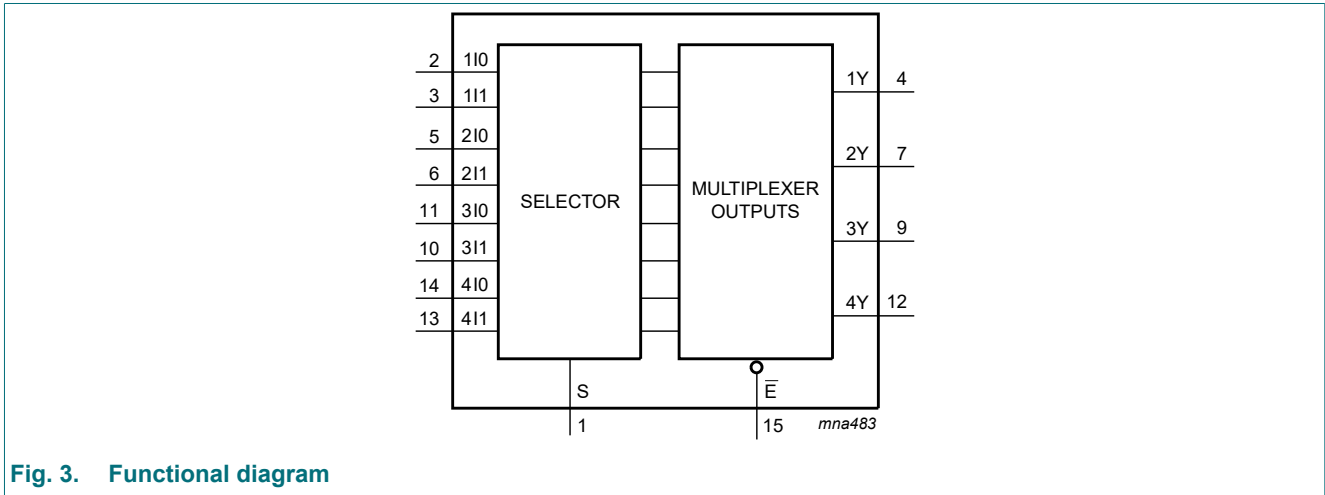 2 1I0
3 1I1
5 2I0
6 2I1
11 3I0
10 3I1
14 4I0
13 4I1
SELECTOR
MULTIPLEXER
OUTPUTS
1Y 4
2Y 7
3Y 9
4Y 12
S
1
E̅
15
mna483
Fig. 3. Functional diagram